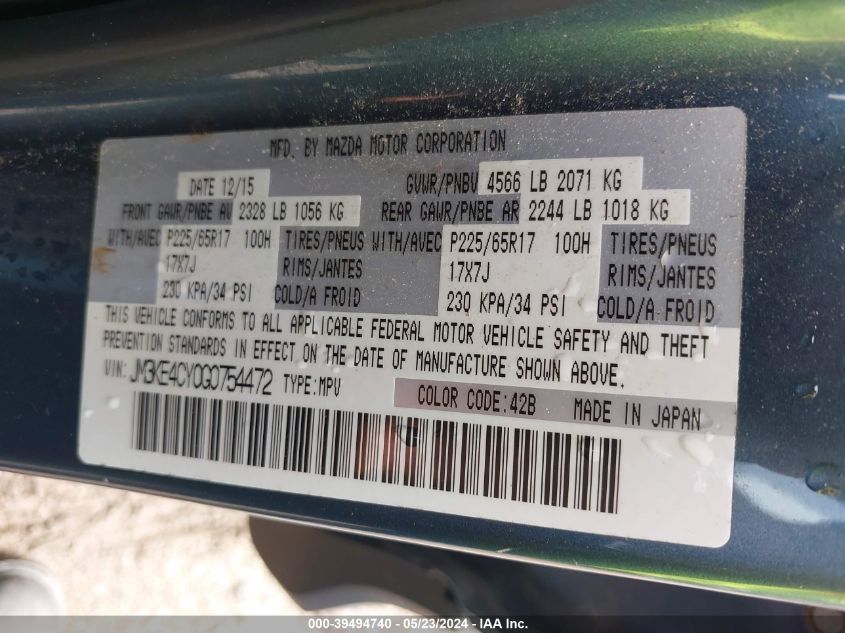 MFD. BY MAZDA MOTOR CORPORATION
DATE 12/15 GVWR/PNBV 4566 LB 2071 KG
FRONT GAWR/PNBE AV 2328 LB 1056 KG REAR GAWR/PNBE AR 2244 LB 1018 KG
WITH/AVEC P225/65R17 100H TIRES/PNEUS WITH/AVEC P225/65R17 100H TIRES/PNEUS
17X7J RIMS/JANTES 17X7J RIMS/JANTES
230 KPA/34 PSI COLD/A FROID 230 KPA/34 PSI COLD/A FROID
THIS VEHICLE CONFORMS TO ALL APPLICABLE FEDERAL MOTOR VEHICLE SAFETY AND THEFT
PREVENTION STANDARDS IN EFFECT ON THE DATE OF MANUFACTURE SHOWN ABOVE.
VIN: JM3KE4CY0G0754472 TYPE:MPV
COLOR CODE:42B MADE IN JAPAN
000-39494740 - 05/23/2024 - IAA Inc.